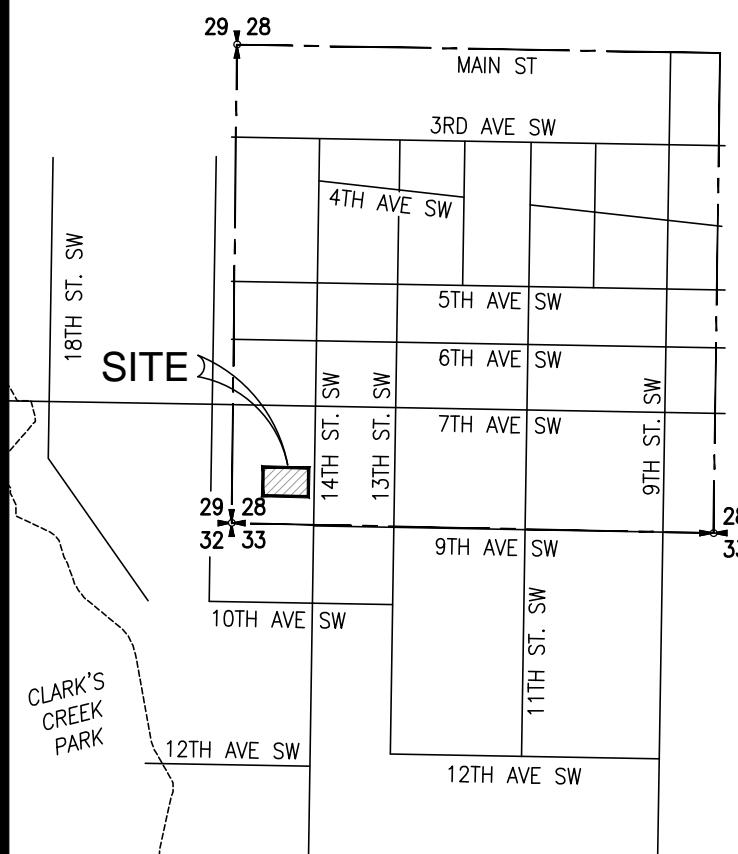 29 28
MAIN ST
3RD AVE SW
4TH AVE SW
18TH ST. SW
5TH AVE SW
SITE
6TH AVE SW
14TH ST. SW
13TH ST. SW
9TH ST. SW
7TH AVE SW
29 28
32 33
28
33
9TH AVE SW
10TH AVE SW
11TH ST. SW
CLARK'S
CREEK
PARK
12TH AVE SW
12TH AVE SW